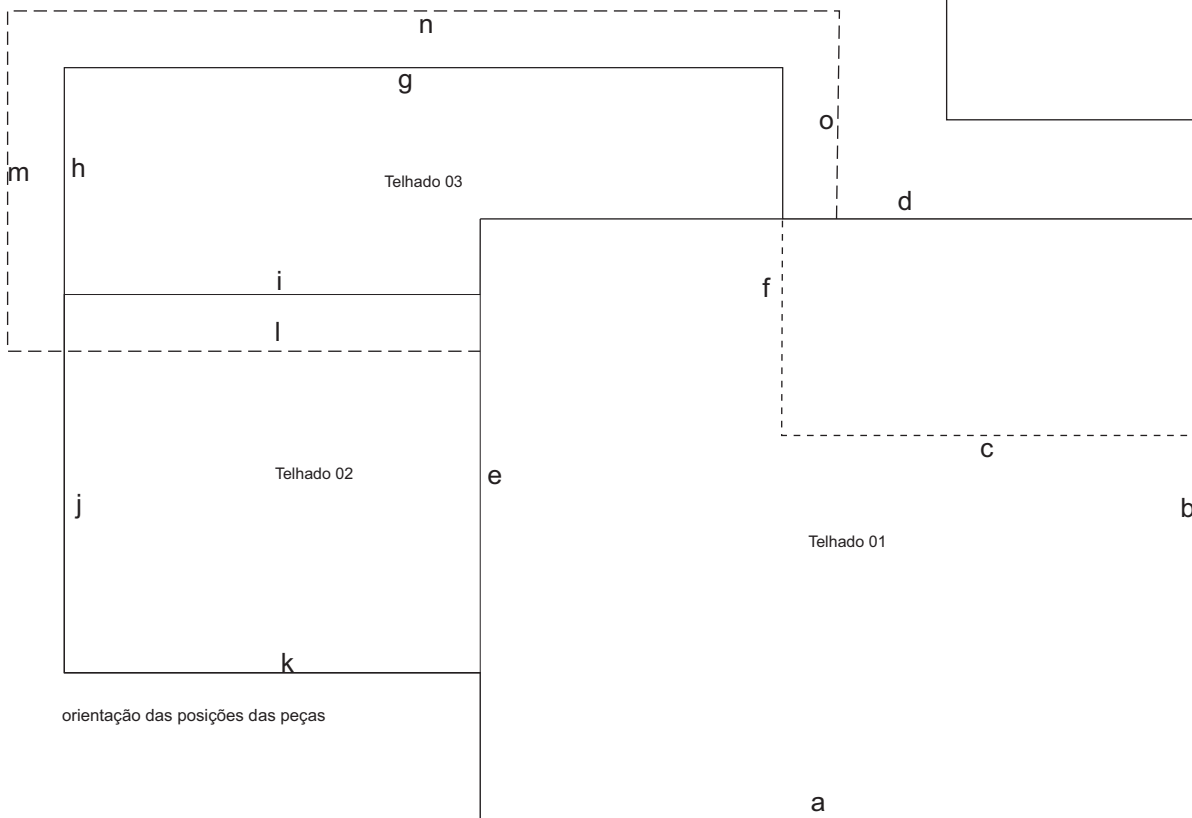 n
g
o
m
h
Telhado 03
d
i
f
l
c
Telhado 02
e
j
b
Telhado 01
k
orientação das posições das peças
a